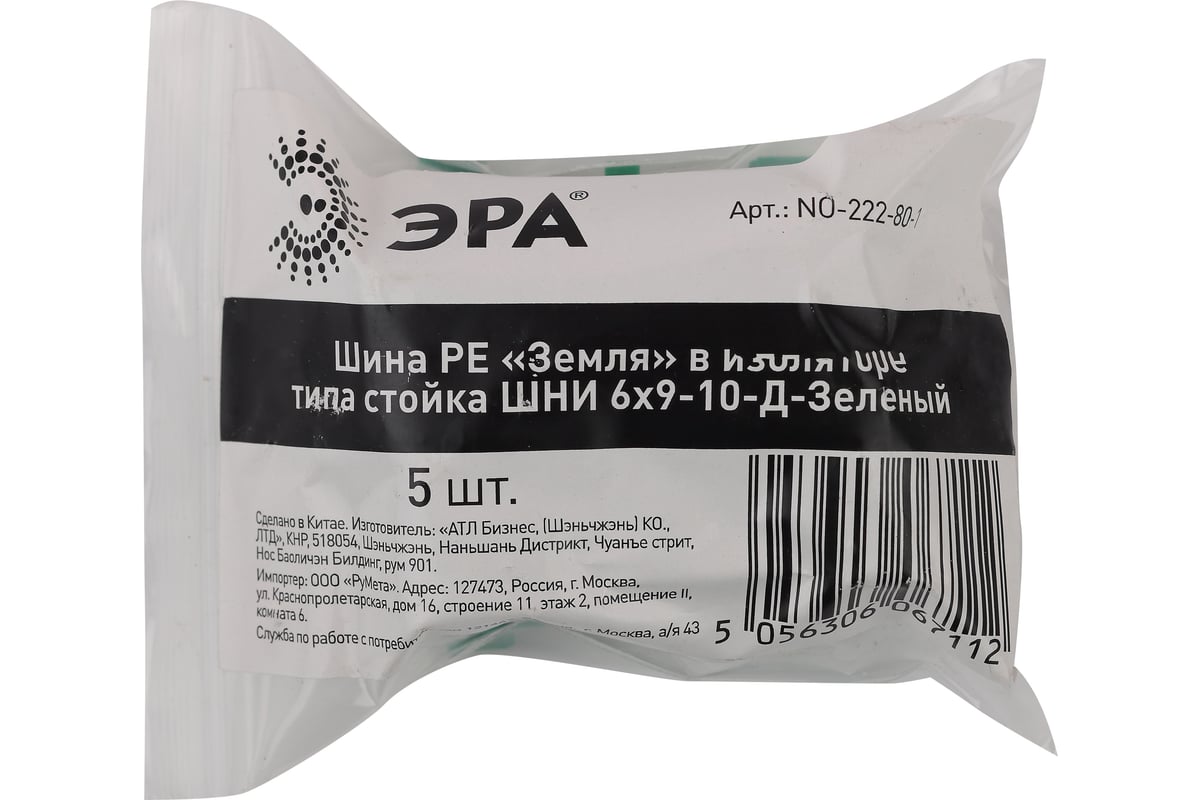 ЭРА®
Арт.: NO-222-80-1
Шина PE «Земля» в изоляторе
типа стойка ШНИ 6х9-10-Д-Зеленый
5 шт.
Сделано в Китае. Изготовитель: «АТЛ Бизнес, (Шэньчжэнь) КО.,
ЛТД», КНР, 518054, Шэньчжэнь, Наньшань Дистрикт, Чуанъе стрит,
Нос Баоличэн Билдинг, рум 901.
Импортер: ООО «РуМета». Адрес: 127473, Россия, г. Москва,
ул. Краснопролетарская, дом 16, строение 11, этаж 2, помещение II,
комната 6.
Служба по работе с г. Москва, а/я 43
5 056306 067112